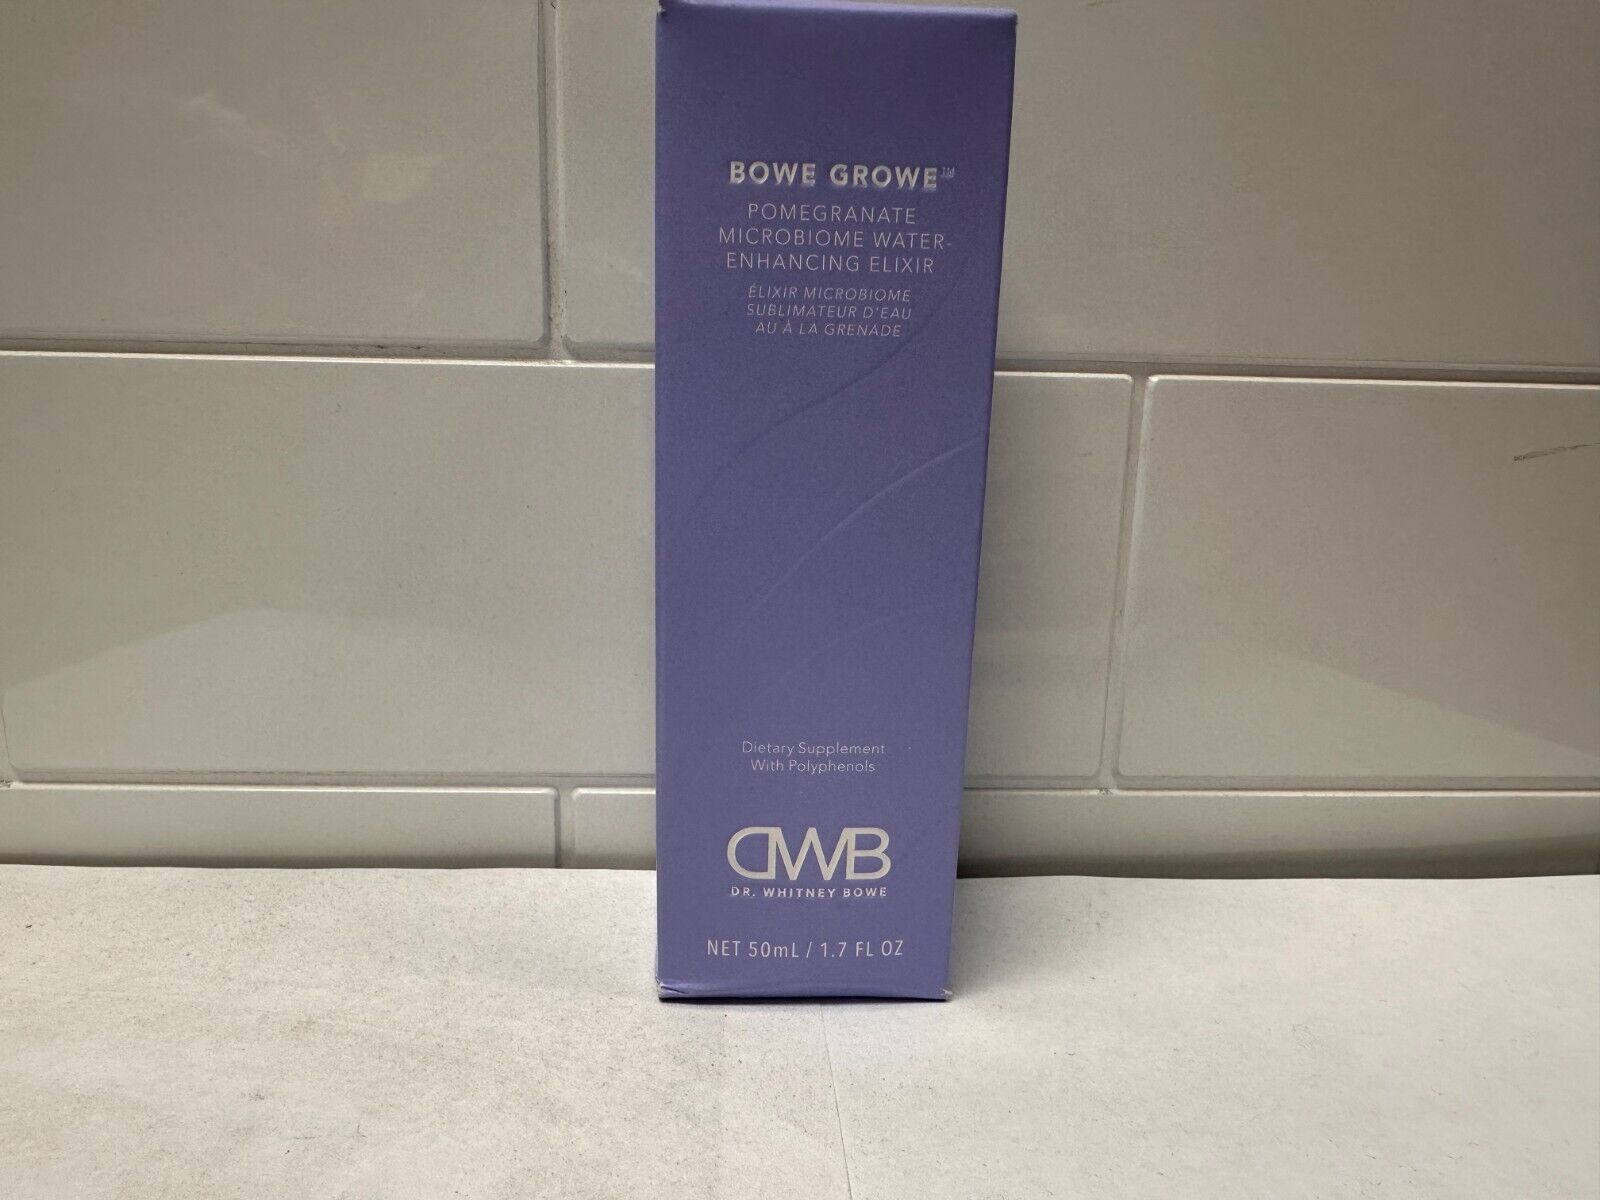 BOWE GROWE™
POMEGRANATE
MICROBIOME WATER-
ENHANCING ELIXIR
ÉLIXIR MICROBIOME
SUBLIMATEUR D'EAU
AU À LA GRENADE
Dietary Supplement
With Polyphenols
DWB
DR. WHITNEY BOWE
NET 50mL / 1.7 FL OZ